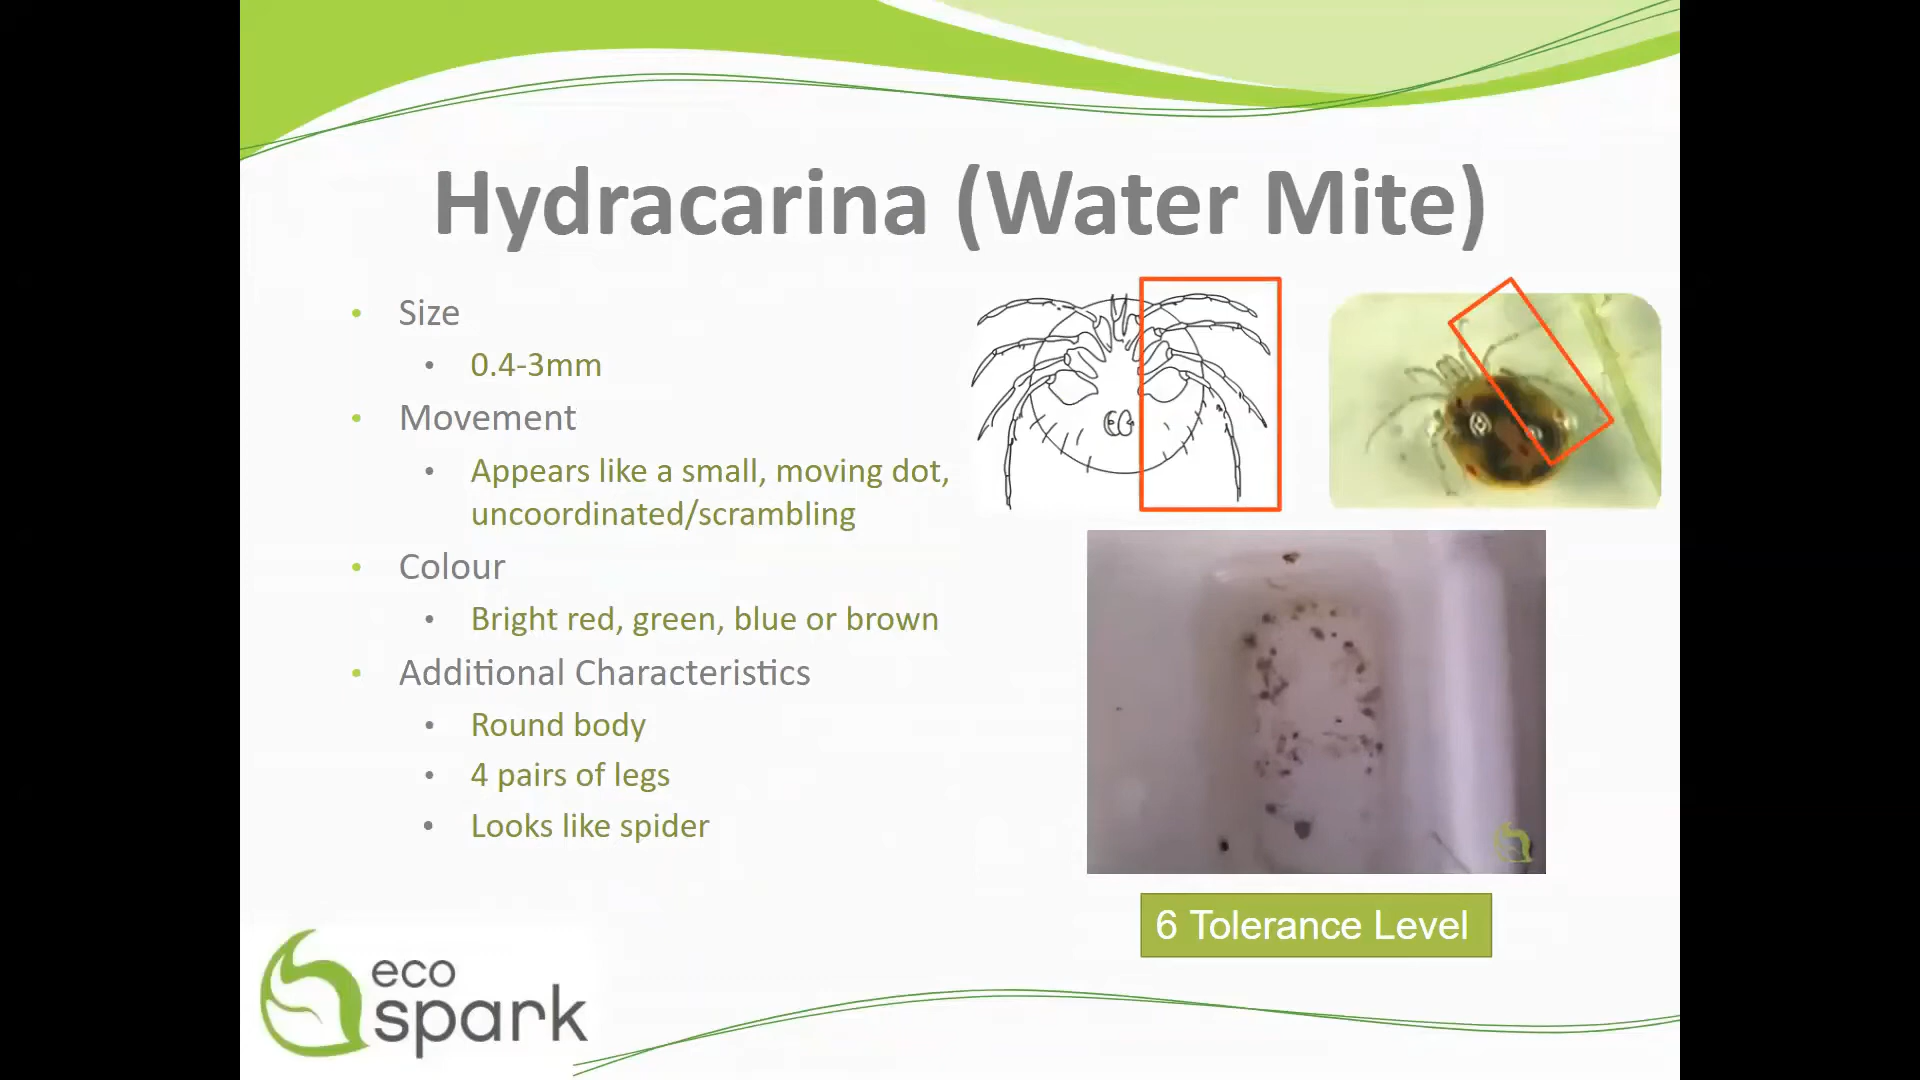 Hydracarina (Water Mite)
Size
0.4-3mm
Movement
Appears like a small, moving dot,
uncoordinated/scrambling
Colour
Bright red, green, blue or brown
Additional Characteristics
Round body
4 pairs of legs
Looks like spider
6 Tolerance Level
eco
spark